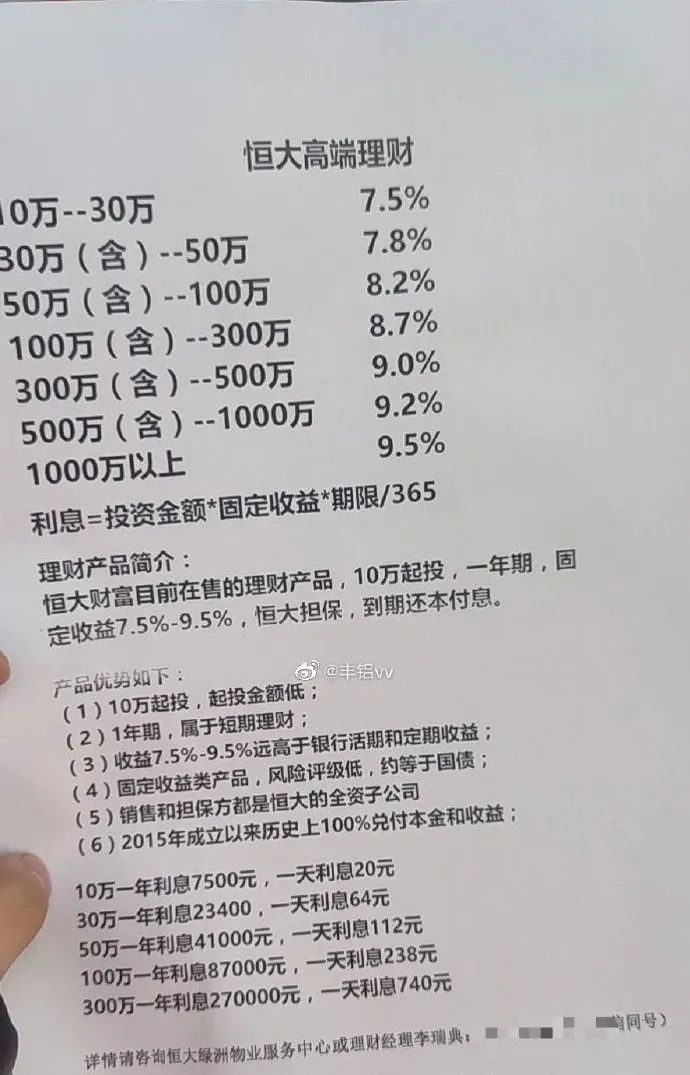 恒大高端理财
10万--30万 7.5%
30万（含）--50万 7.8%
50万（含）--100万 8.2%
100万（含）--300万 8.7%
300万（含）--500万 9.0%
500万（含）--1000万 9.2%
1000万以上 9.5%
利息=投资金额*固定收益*期限/365
理财产品简介：
恒大财富目前在售的理财产品，10万起投，一年期，固
定收益7.5%-9.5%，恒大担保，到期还本付息。
@丰铝vv
产品优势如下：
（1）10万起投，起投金额低；
（2）1年期，属于短期理财；
（3）收益7.5%-9.5%远高于银行活期和定期收益；
（4）固定收益类产品，风险评级低，约等于国债；
（5）销售和担保方都是恒大的全资子公司
（6）2015年成立以来历史上100%兑付本金和收益；
10万一年利息7500元，一天利息20元
30万一年利息23400，一天利息64元
50万一年利息41000元，一天利息112元
100万一年利息87000元，一天利息238元
300万一年利息270000元，一天利息740元
详情请咨询恒大绿洲物业服务中心或理财经理李瑞典：同号）